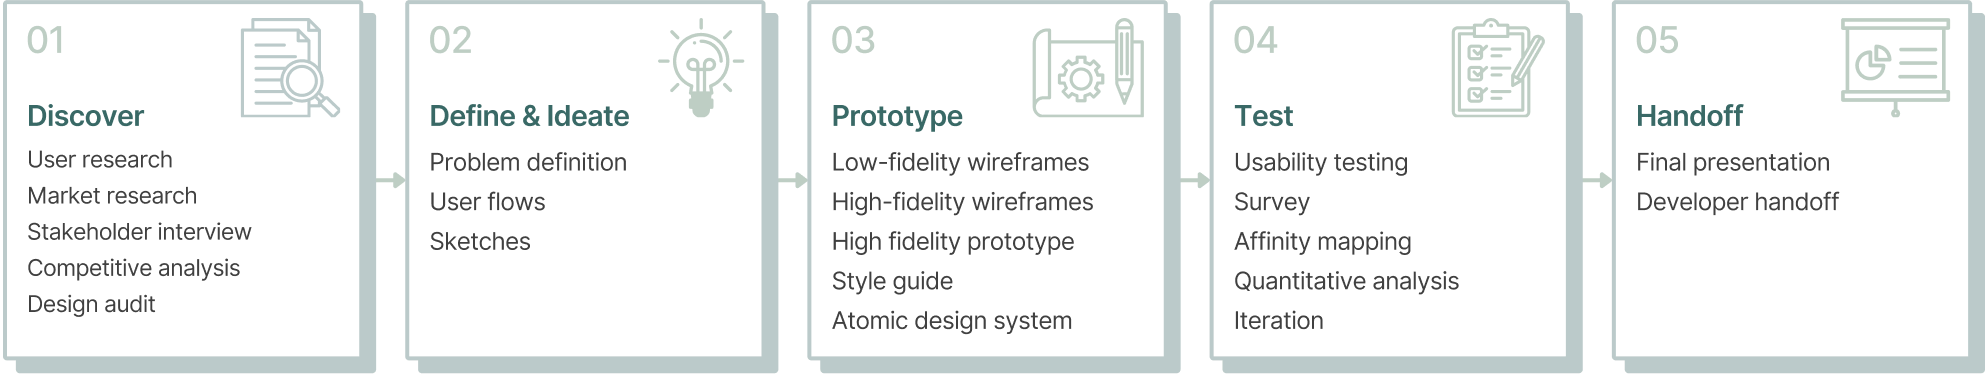 01
Discover
User research
Market research
Stakeholder interview
Competitive analysis
Design audit
02
Define & Ideate
Problem definition
User flows
Sketches
03
Prototype
Low-fidelity wireframes
High-fidelity wireframes
High fidelity prototype
Style guide
Atomic design system
04
Test
Usability testing
Survey
Affinity mapping
Quantitative analysis
Iteration
05
Handoff
Final presentation
Developer handoff